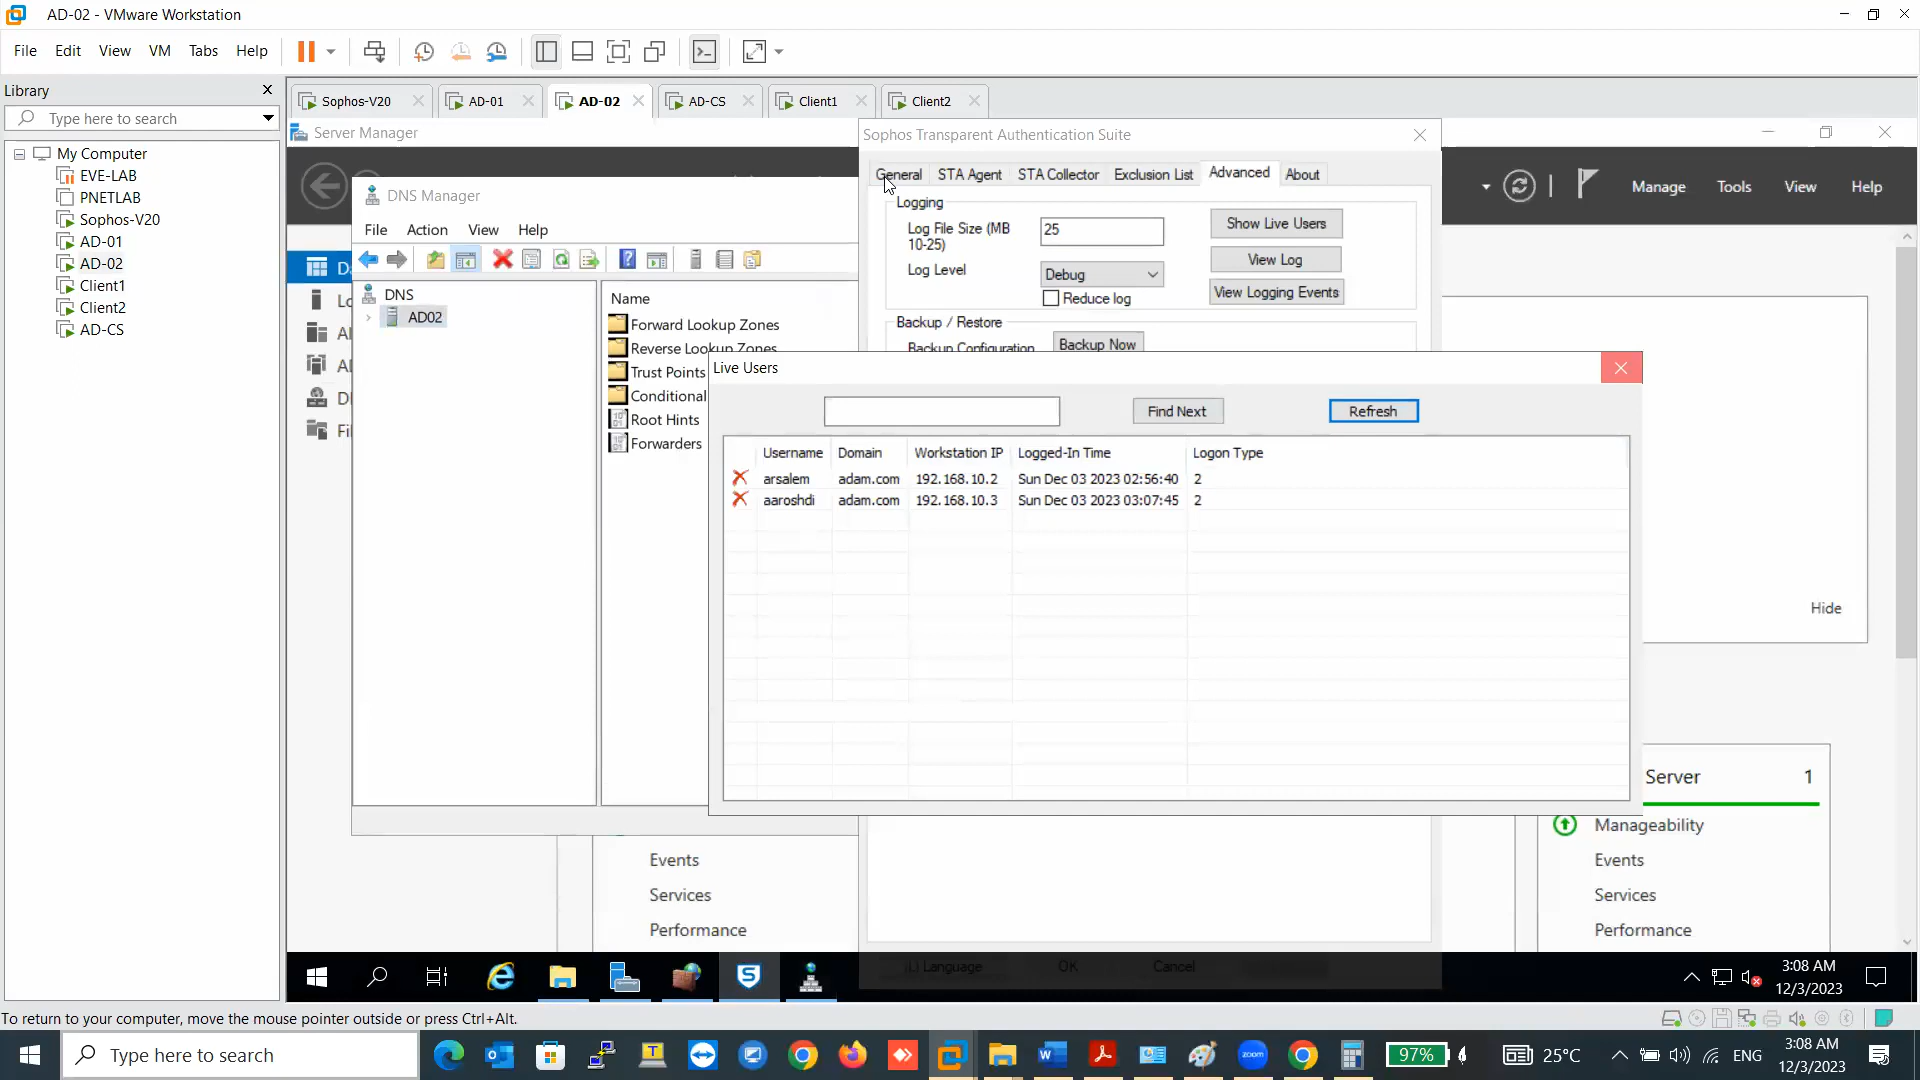 AD-02 - VMware Workstation
File Edit View VM Tabs Help
Library
Type here to search
My Computer
EVE-LAB
PNETLAB
Sophos-V20
AD-01
AD-02
Client1
Client2
AD-CS
Sophos-V20 AD-01 AD-02 AD-CS Client1 Client2
Server Manager
Manage Tools View Help
DNS Manager
File Action View Help
DNS
AD02
Name
Forward Lookup Zones
Reverse Lookup Zones
Trust Points
Conditional
Root Hints
Forwarders
Sophos Transparent Authentication Suite
General STA Agent STA Collector Exclusion List Advanced About
Logging
Log File Size (MB
10-25)
25
Show Live Users
Log Level
Debug
View Log
Reduce log
View Logging Events
Backup / Restore
Backup Configuration
Backup Now
Live Users
Find Next Refresh
Username Domain Workstation IP Logged-In Time Logon Type
arsalem adam.com 192.168.10.2 Sun Dec 03 2023 02:56:40 2
aaroshdi adam.com 192.168.10.3 Sun Dec 03 2023 03:07:45 2
Hide
Server 1
Manageability
Events
Services
Performance
Events
Services
Performance
Language OK Cancel
3:08 AM
12/3/2023
To return to your computer, move the mouse pointer outside or press Ctrl+Alt.
Type here to search
97%
25°C
ENG
3:08 AM
12/3/2023